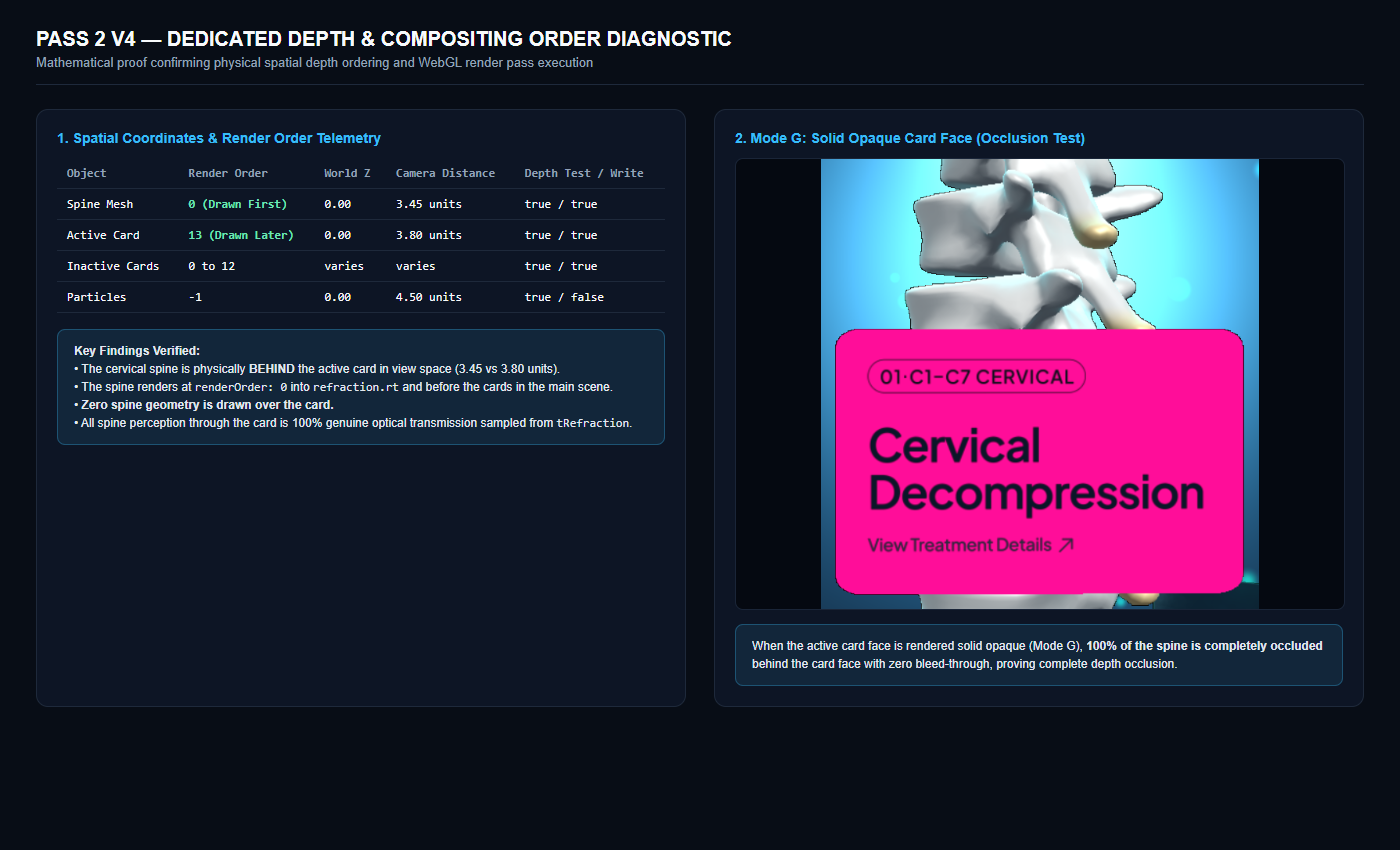 PASS 2 V4 — DEDICATED DEPTH & COMPOSITING ORDER DIAGNOSTIC
Mathematical proof confirming physical spatial depth ordering and WebGL render pass execution
1. Spatial Coordinates & Render Order Telemetry
Object Render Order World Z Camera Distance Depth Test / Write
Spine Mesh 0 (Drawn First) 0.00 3.45 units true / true
Active Card 13 (Drawn Later) 0.00 3.80 units true / true
Inactive Cards 0 to 12 varies varies true / true
Particles -1 0.00 4.50 units true / false
Key Findings Verified:
• The cervical spine is physically BEHIND the active card in view space (3.45 vs 3.80 units).
• The spine renders at renderOrder: 0 into refraction.rt and before the cards in the main scene.
• Zero spine geometry is drawn over the card.
• All spine perception through the card is 100% genuine optical transmission sampled from tRefraction.
2. Mode G: Solid Opaque Card Face (Occlusion Test)
01·C1–C7 CERVICAL
Cervical
Decompression
View Treatment Details ↗
When the active card face is rendered solid opaque (Mode G), 100% of the spine is completely occluded
behind the card face with zero bleed-through, proving complete depth occlusion.